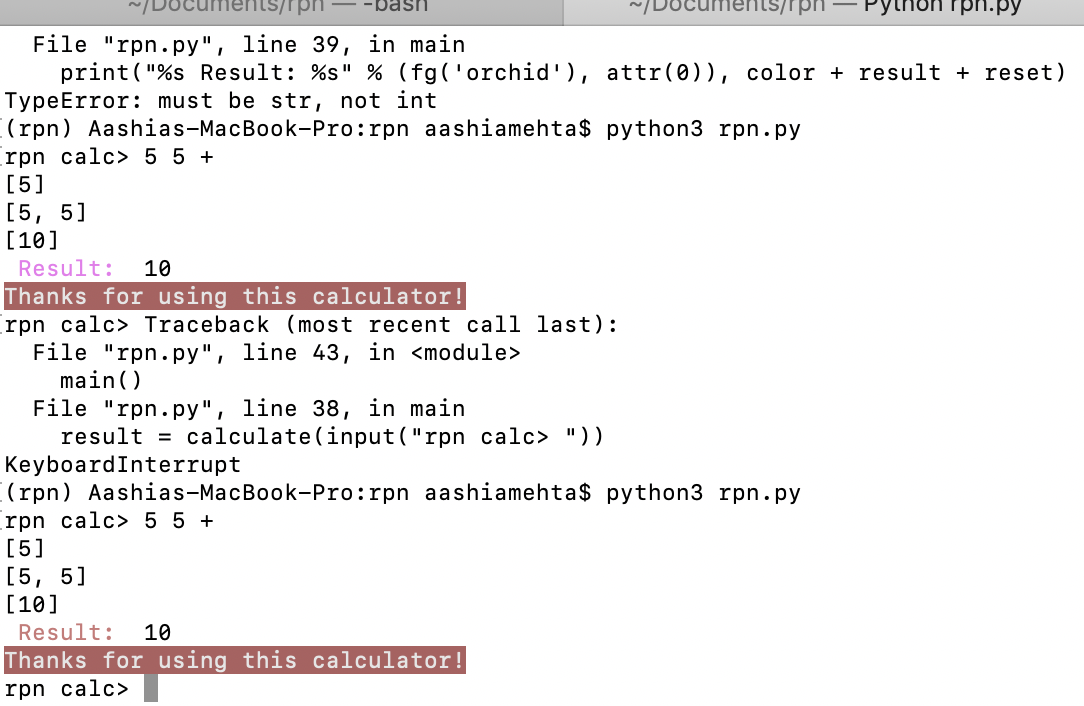 ~/Documents/rpn — -bash
~/Documents/rpn — Python rpn.py
File "rpn.py", line 39, in main
print("%s Result: %s" % (fg('orchid'), attr(0)), color + result + reset)
TypeError: must be str, not int
(rpn) Aashias-MacBook-Pro:rpn aashiamehta$ python3 rpn.py
rpn calc> 5 5 +
[5]
[5, 5]
[10]
Result:  10
Thanks for using this calculator!
rpn calc> Traceback (most recent call last):
File "rpn.py", line 43, in <module>
main()
File "rpn.py", line 38, in main
result = calculate(input("rpn calc> "))
KeyboardInterrupt
(rpn) Aashias-MacBook-Pro:rpn aashiamehta$ python3 rpn.py
rpn calc> 5 5 +
[5]
[5, 5]
[10]
Result:  10
Thanks for using this calculator!
rpn calc>